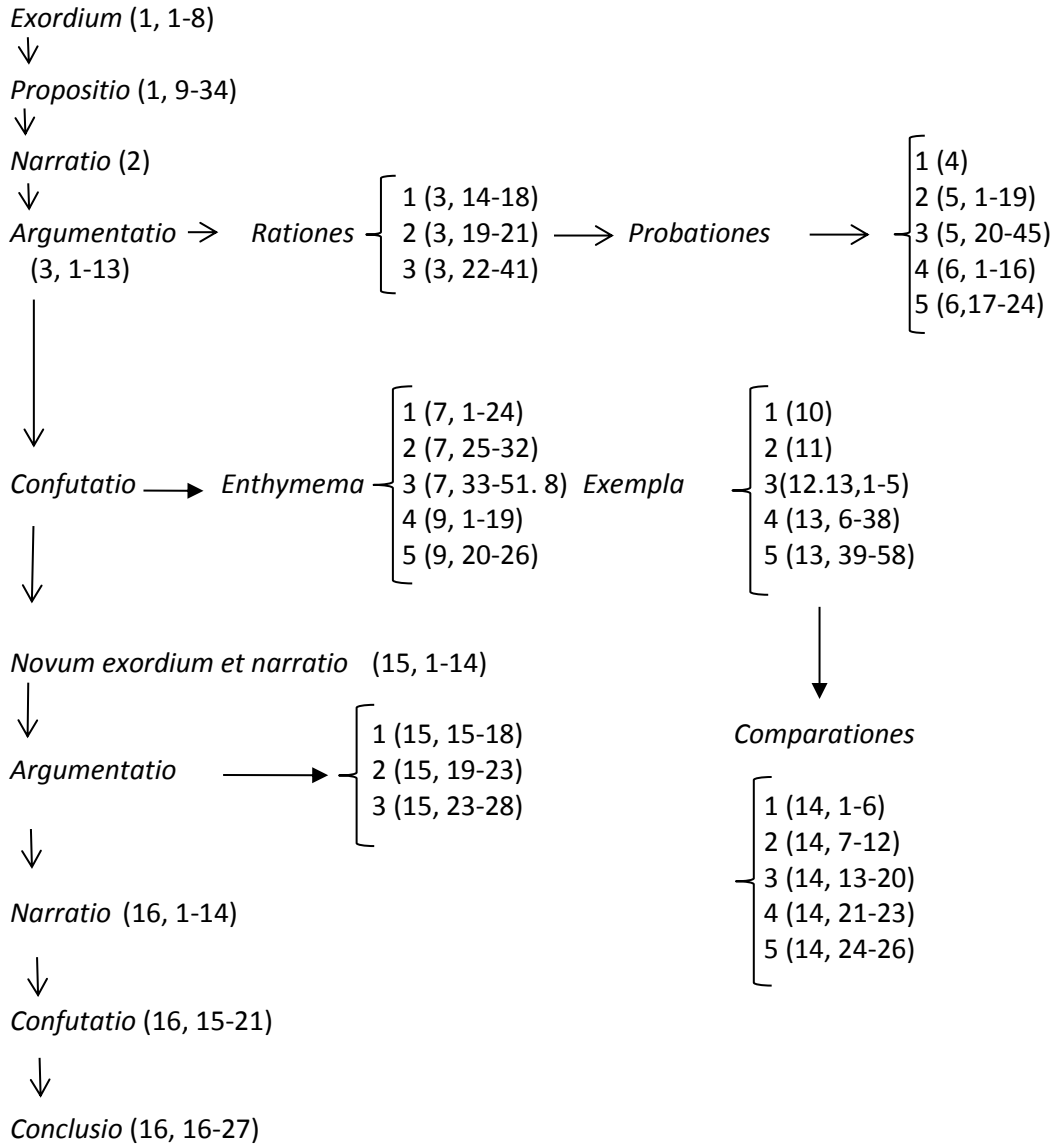 Exordium (1, 1-8)
Propositio (1, 9-34)
Narratio (2)
Argumentatio
(3, 1-13)
Rationes
1 (3, 14-18)
2 (3, 19-21)
3 (3, 22-41)
Probationes
1 (4)
2 (5, 1-19)
3 (5, 20-45)
4 (6, 1-16)
5 (6,17-24)
Confutatio
Enthymema
1 (7, 1-24)
2 (7, 25-32)
3 (7, 33-51. 8)
4 (9, 1-19)
5 (9, 20-26)
Exempla
1 (10)
2 (11)
3(12.13,1-5)
4 (13, 6-38)
5 (13, 39-58)
Novum exordium et narratio (15, 1-14)
Argumentatio
1 (15, 15-18)
2 (15, 19-23)
3 (15, 23-28)
Comparationes
1 (14, 1-6)
2 (14, 7-12)
3 (14, 13-20)
4 (14, 21-23)
5 (14, 24-26)
Narratio (16, 1-14)
Confutatio (16, 15-21)
Conclusio (16, 16-27)